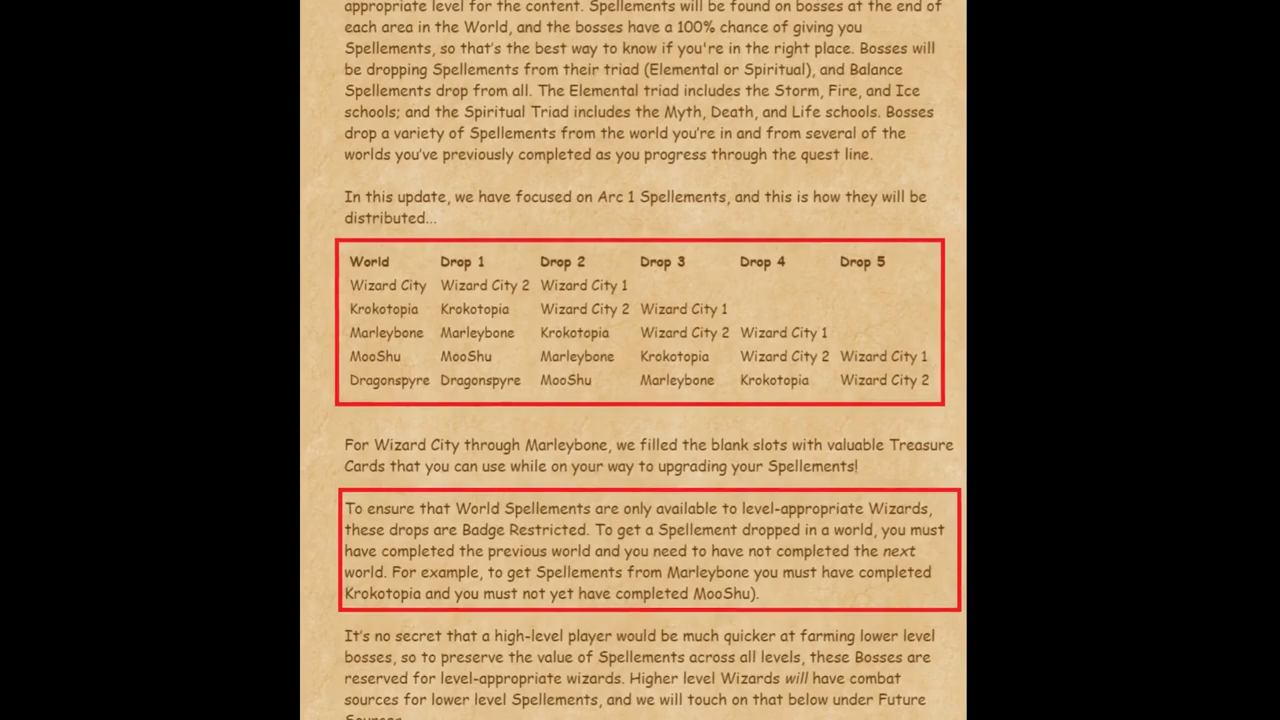 appropriate level for the content. Spellements will be found on bosses at the end of
each area in the World, and the bosses have a 100% chance of giving you
Spellements, so that's the best way to know if you're in the right place. Bosses will
be dropping Spellements from their triad (Elemental or Spiritual), and Balance
Spellements drop from all. The Elemental triad includes the Storm, Fire, and Ice
schools; and the Spiritual Triad includes the Myth, Death, and Life schools. Bosses
drop a variety of Spellements from the world you're in and from several of the
worlds you've previously completed as you progress through the quest line.
In this update, we have focused on Arc 1 Spellements, and this is how they will be
distributed...
World Drop 1 Drop 2 Drop 3 Drop 4 Drop 5
Wizard City Wizard City 2 Wizard City 1
Krokotopia Krokotopia Wizard City 2 Wizard City 1
Marleybone Marleybone Krokotopia Wizard City 2 Wizard City 1
MooShu MooShu Marleybone Krokotopia Wizard City 2 Wizard City 1
Dragonspyre Dragonspyre MooShu Marleybone Krokotopia Wizard City 2
For Wizard City through Marleybone, we filled the blank slots with valuable Treasure
Cards that you can use while on your way to upgrading your Spellements!
To ensure that World Spellements are only available to level-appropriate Wizards,
these drops are Badge Restricted. To get a Spellement dropped in a world, you must
have completed the previous world and you need to have not completed the next
world. For example, to get Spellements from Marleybone you must have completed
Krokotopia and you must not yet have completed MooShu).
It's no secret that a high-level player would be much quicker at farming lower level
bosses, so to preserve the value of Spellements across all levels, these Bosses are
reserved for level-appropriate wizards. Higher level Wizards will have combat
sources for lower level Spellements, and we will touch on that below under Future
Sources